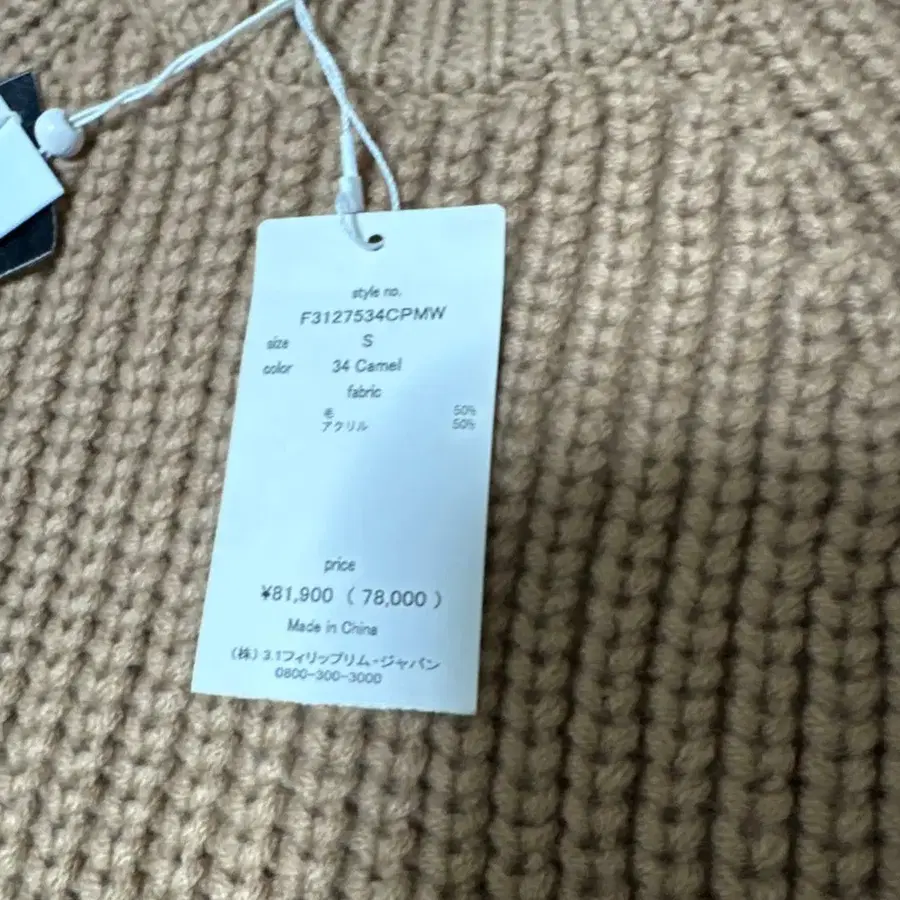 style no.
F3127534CPMW
size S
color 34 Camel
fabric
毛 50%
アクリル 50%
price
¥81,900 ( 78,000 )
Made in China
(株) 3.1フィリップリム・ジャパン
0800-300-3000